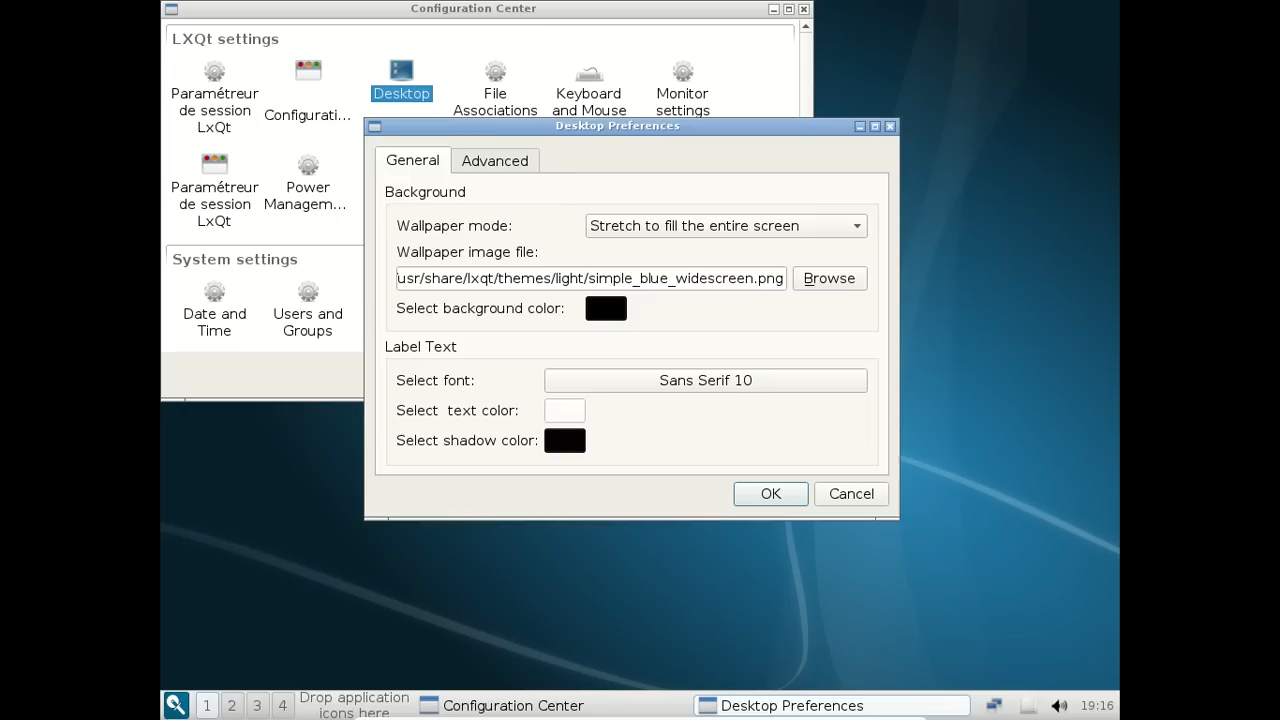 Configuration Center
LXQt settings
Paramétreur
de session
LxQt
Configurati...
Desktop
File
Associations
Keyboard
and Mouse
Monitor
settings
Paramétreur
de session
LxQt
Power
Managem...
System settings
Date and
Time
Users and
Groups
Desktop Preferences
General
Advanced
Background
Wallpaper mode:
Stretch to fill the entire screen
Wallpaper image file:
usr/share/lxqt/themes/light/simple_blue_widescreen.png
Browse
Select background color:
Label Text
Select font:
Sans Serif 10
Select  text color:
Select shadow color:
OK
Cancel
1
2
3
4
Drop application
icons here
Configuration Center
Desktop Preferences
19:16